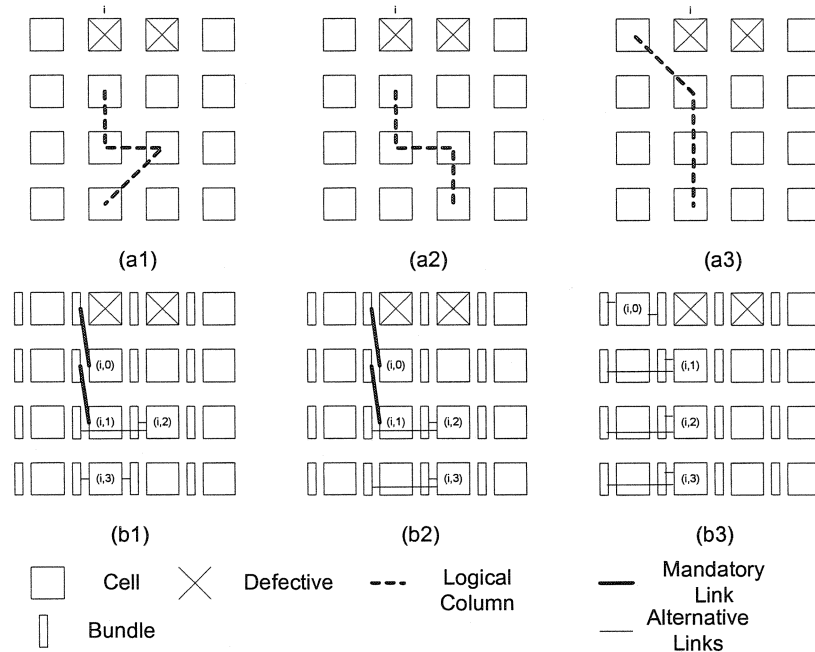 i
i
i
(a1)
(a2)
(a3)
(i,0)
(i,1)
(i,2)
(i,3)
(b1)
(i,0)
(i,1)
(i,2)
(i,3)
(b2)
(i,0)
(i,1)
(i,2)
(i,3)
(b3)
Cell
Defective
Logical
Column
Mandatory
Link
Bundle
Alternative
Links